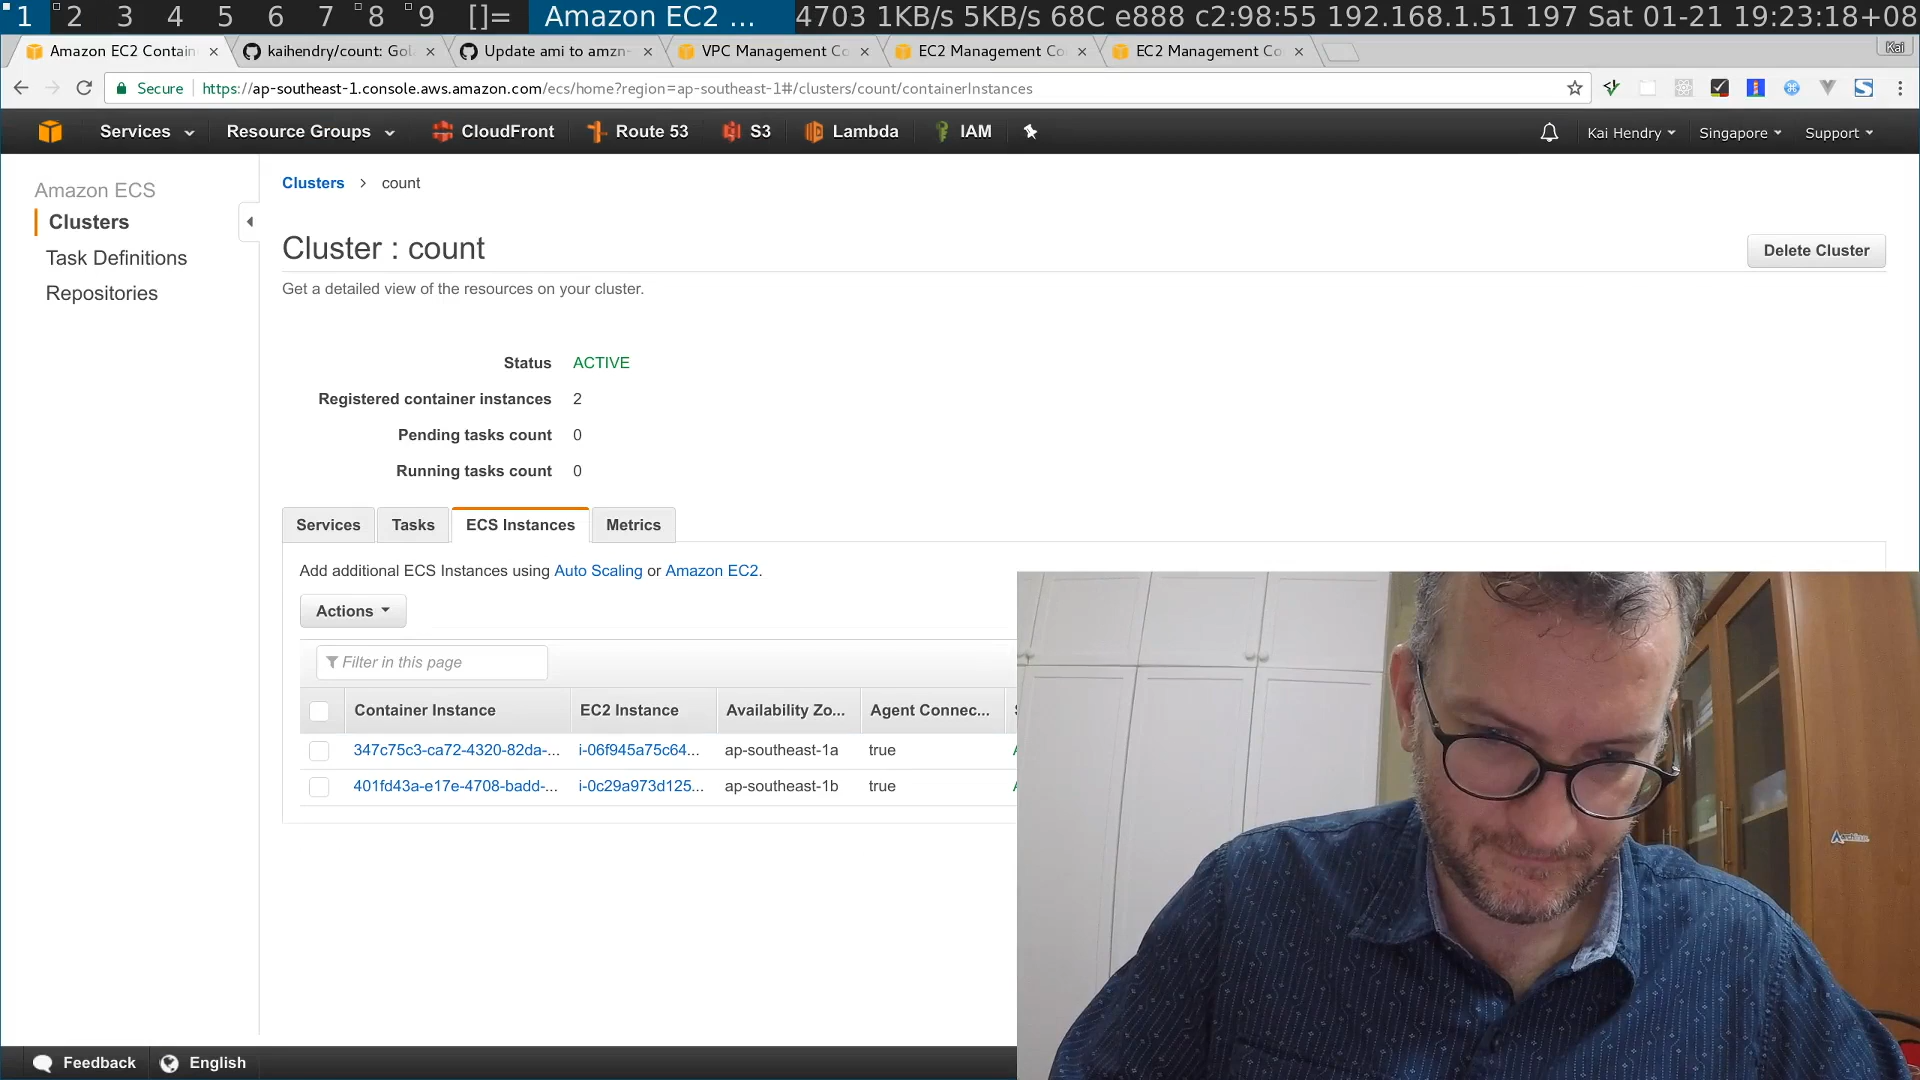 1 2 3 4 5 6 7 8 9 []= Amazon EC2 ... 4703 1KB/s 5KB/s 68C e888 c2:98:55 192.168.1.51 197 Sat 01-21 19:23:18+08
Amazon EC2 Contain kaihendry/count: Gol Update ami to amzn- VPC Management Co EC2 Management Co EC2 Management Co Kai
Secure https://ap-southeast-1.console.aws.amazon.com/ecs/home?region=ap-southeast-1#/clusters/count/containerInstances
Services Resource Groups CloudFront Route 53 S3 Lambda IAM Kai Hendry Singapore Support
Amazon ECS
Clusters
Task Definitions
Repositories
Clusters > count
Cluster : count
Delete Cluster
Get a detailed view of the resources on your cluster.
Status ACTIVE
Registered container instances 2
Pending tasks count 0
Running tasks count 0
Services Tasks ECS Instances Metrics
Add additional ECS Instances using Auto Scaling or Amazon EC2.
Actions
Filter in this page
Container Instance EC2 Instance Availability Zo... Agent Connec...
347c75c3-ca72-4320-82da-... i-06f945a75c64... ap-southeast-1a true
401fd43a-e17e-4708-badd-... i-0c29a973d125... ap-southeast-1b true
Feedback English